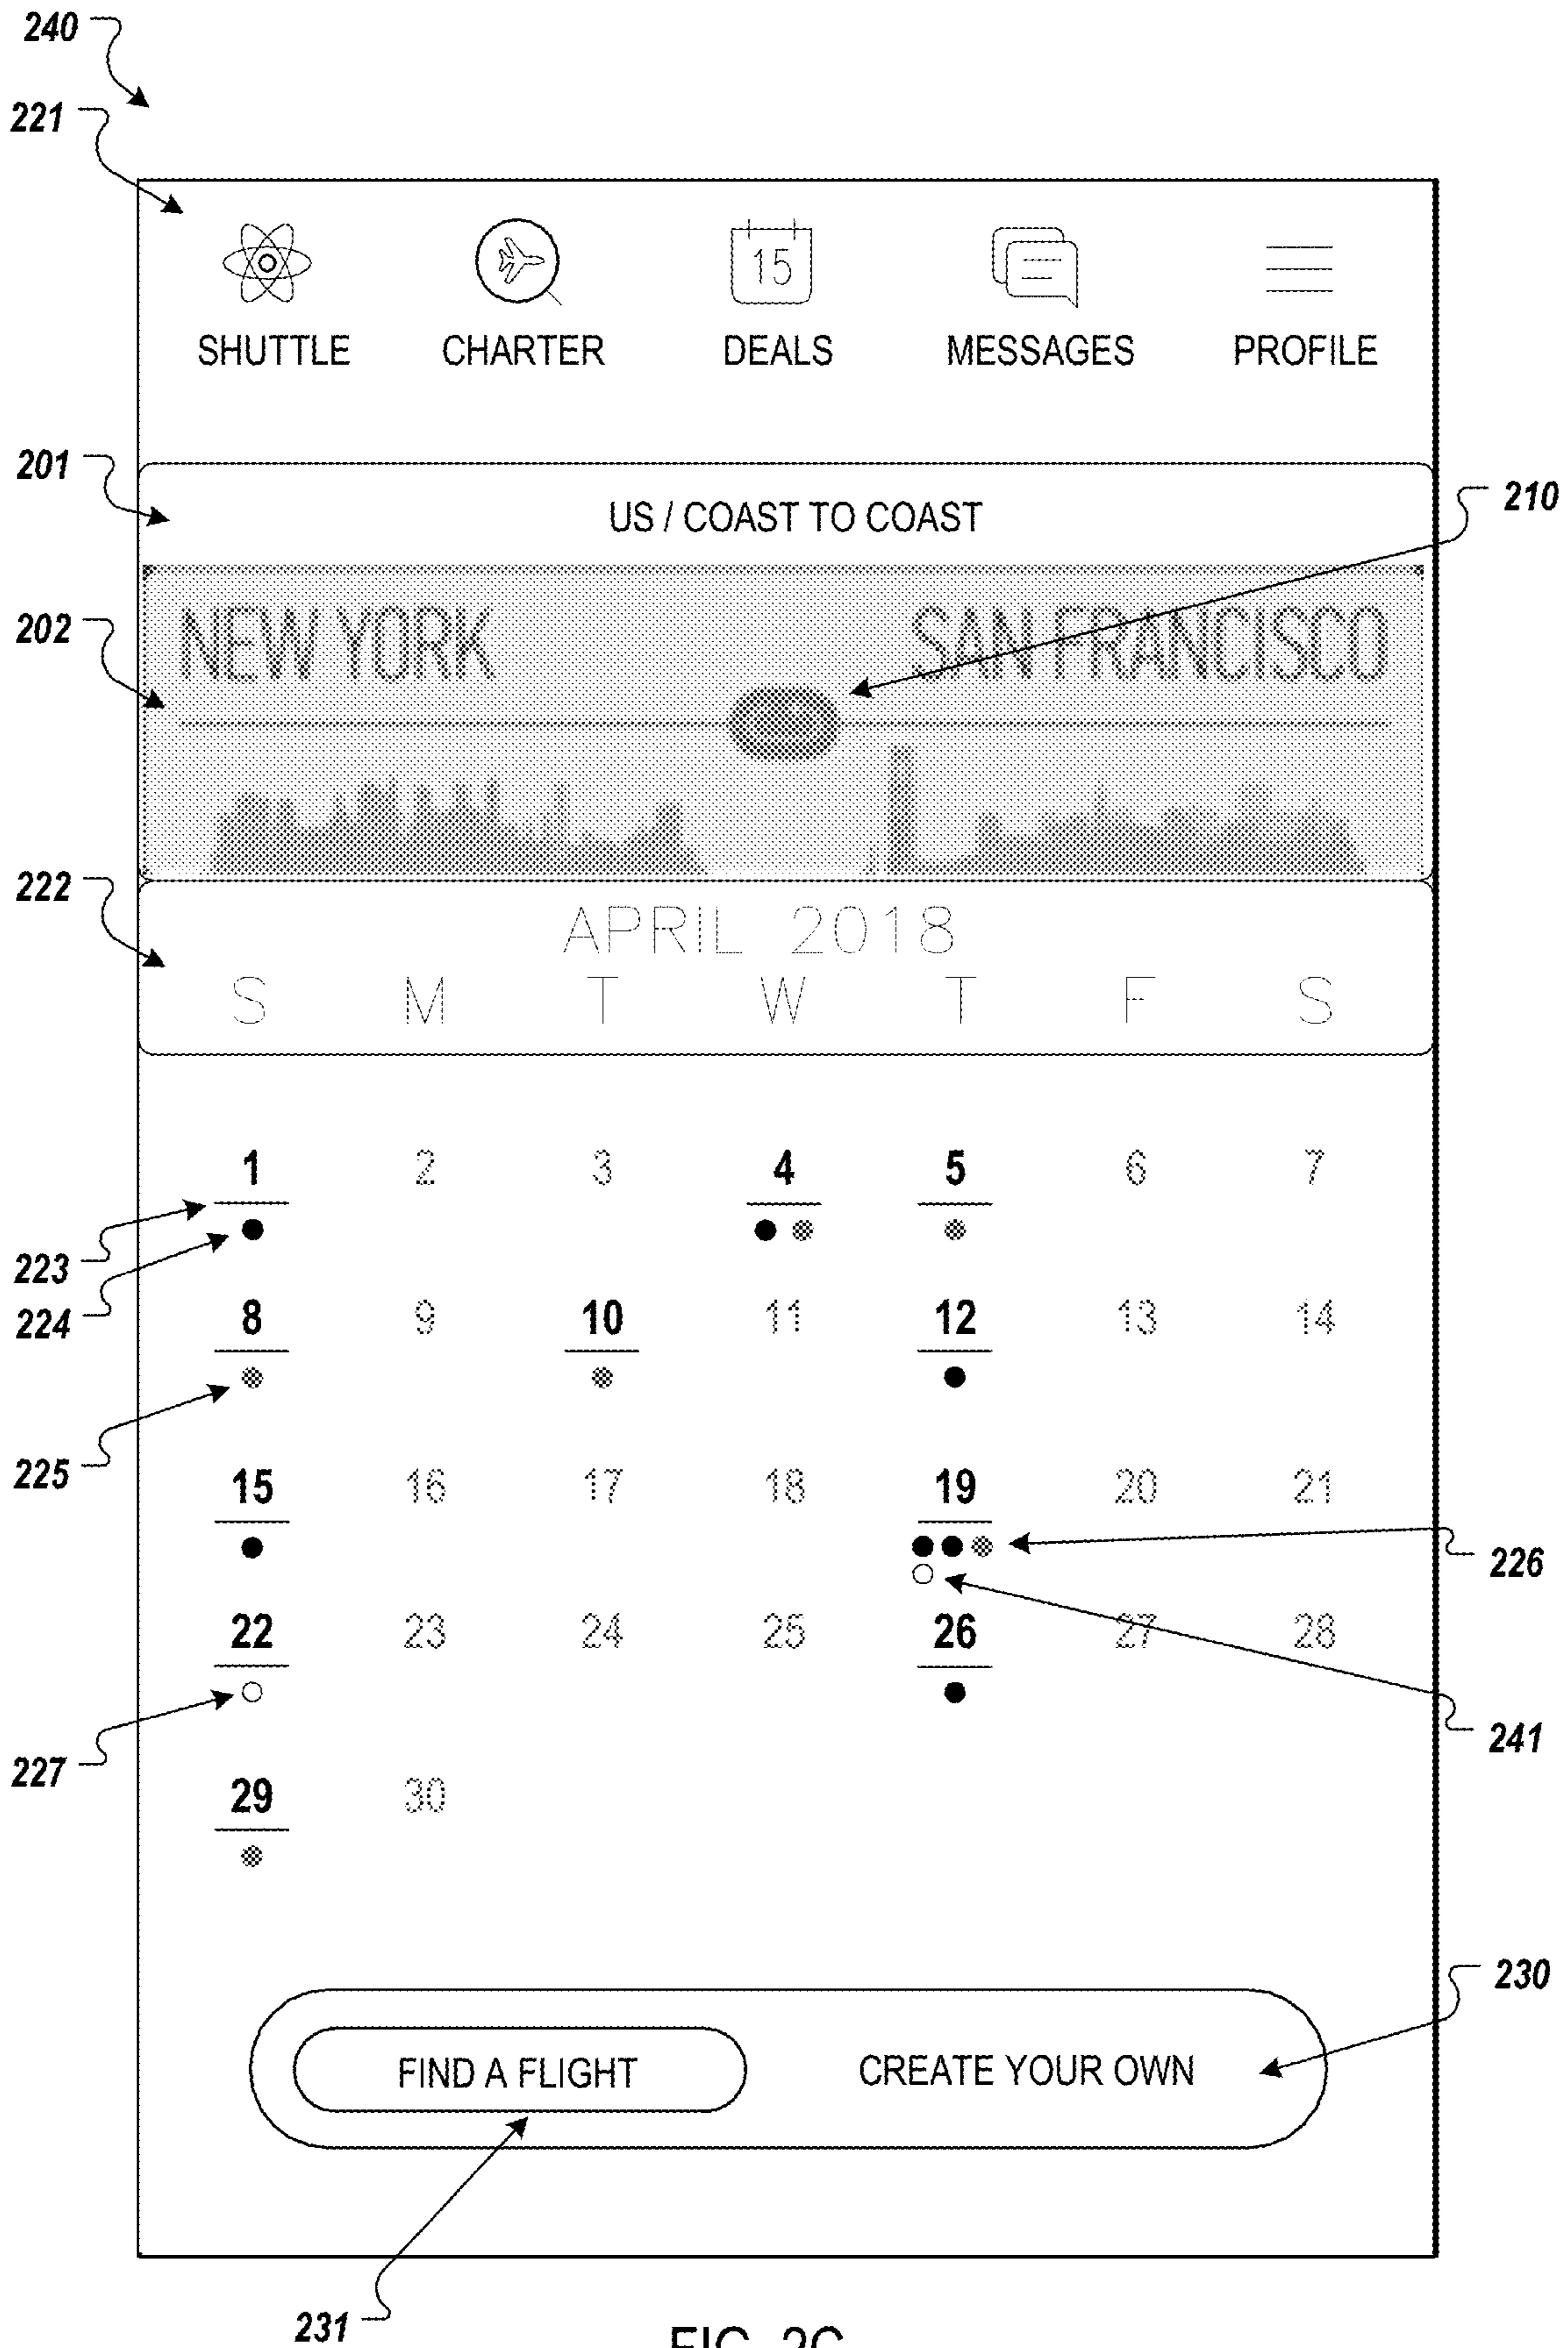 240
221
15
SHUTTLE CHARTER DEALS MESSAGES PROFILE
201
US / COAST TO COAST
210
202
NEW YORK SAN FRANCISCO
222
APRIL 2018
S M T W T F S
1 2 3 4 5 6 7
223
224
8 9 10 11 12 13 14
225
15 16 17 18 19 20 21
226
22 23 24 25 26 27 28
241
227
29 30
230
FIND A FLIGHT CREATE YOUR OWN
231
FIG. 2C